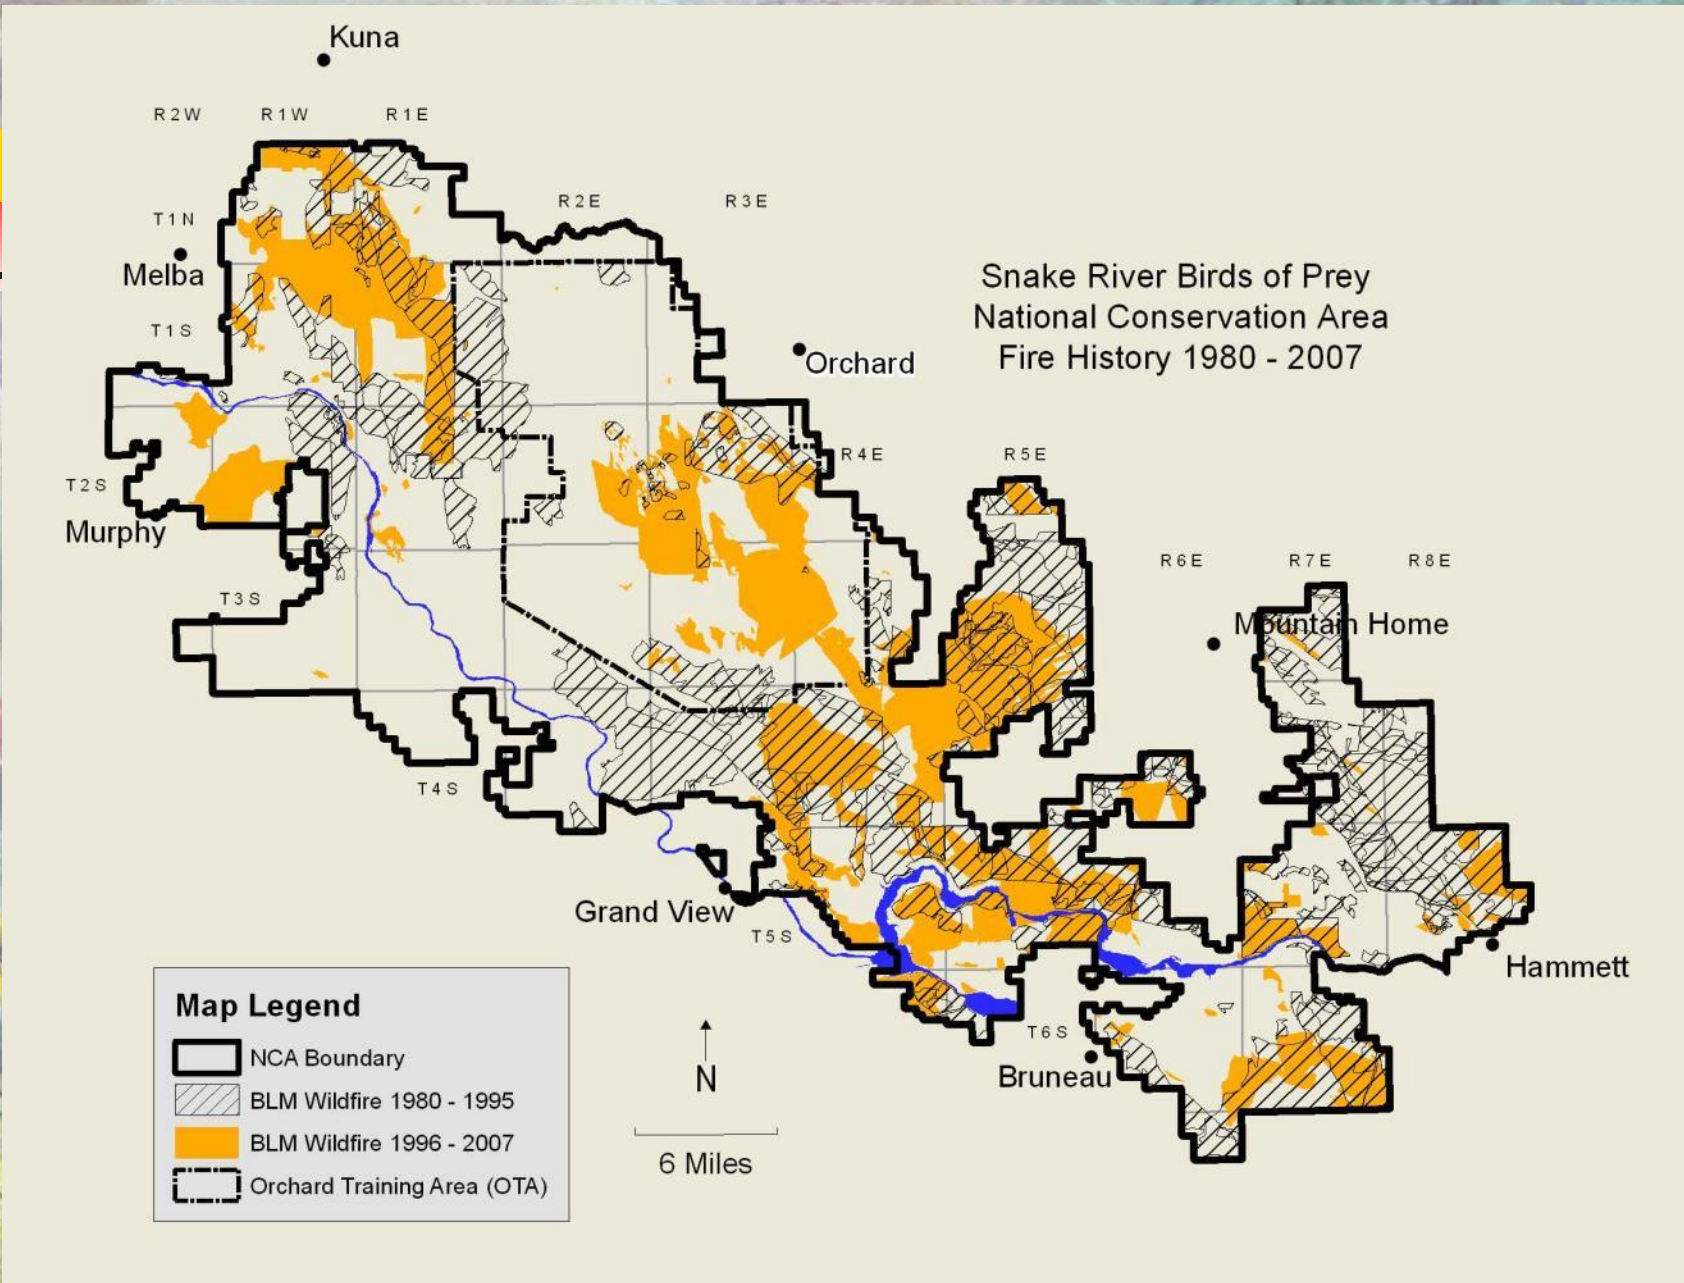 Kuna
R2W R1W R1E
R2E R3E
T1N
Melba
Snake River Birds of Prey
National Conservation Area
Fire History 1980 - 2007
T1S
Orchard
R4E R5E
T2S
Murphy
R6E R7E R8E
T3S
Mountain Home
T4S
Grand View
T5S
Hammett
T6S
Bruneau
Map Legend
NCA Boundary
BLM Wildfire 1980 - 1995
BLM Wildfire 1996 - 2007
Orchard Training Area (OTA)
N
6 Miles